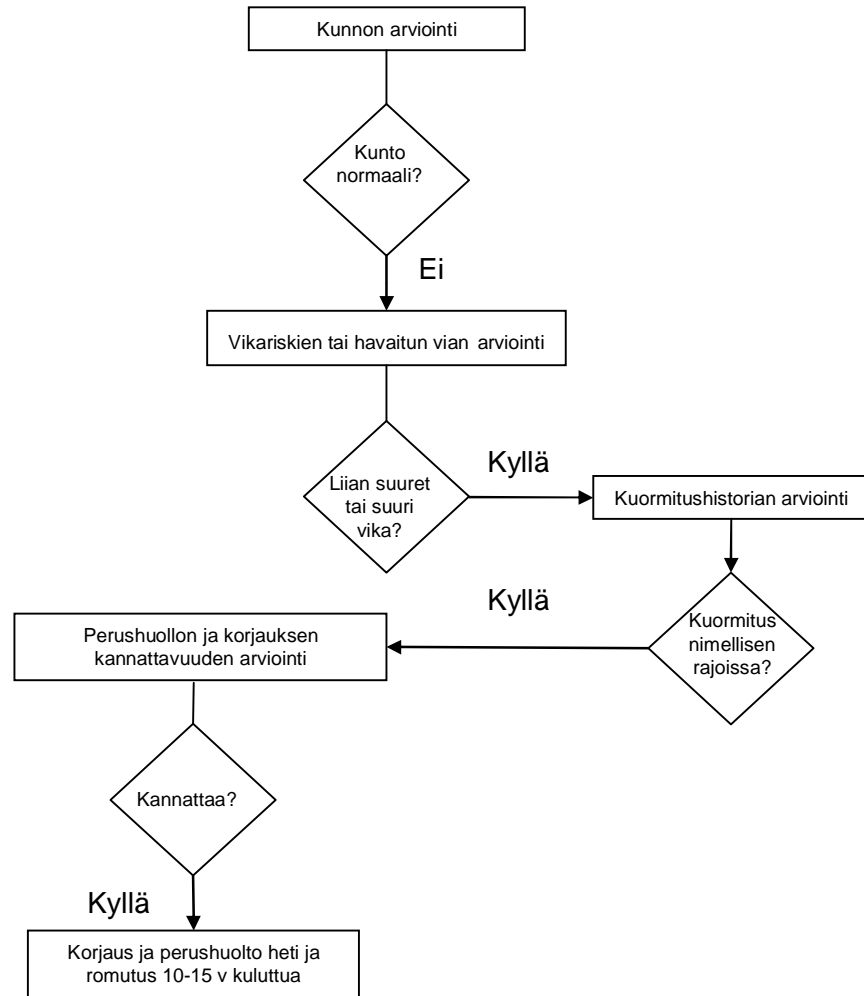 Kunnon arviointi
Kunto
normaali?
Ei
Vikariskien tai havaitun vian arviointi
Liian suuret
tai suuri
vika?
Kyllä
Kuormitushistorian arviointi
Kuormitus
nimellisen
rajoissa?
Kyllä
Perushuollon ja korjauksen
kannattavuuden arviointi
Kannattaa?
Kyllä
Korjaus ja perushuolto heti ja
romutus 10-15 v kuluttua